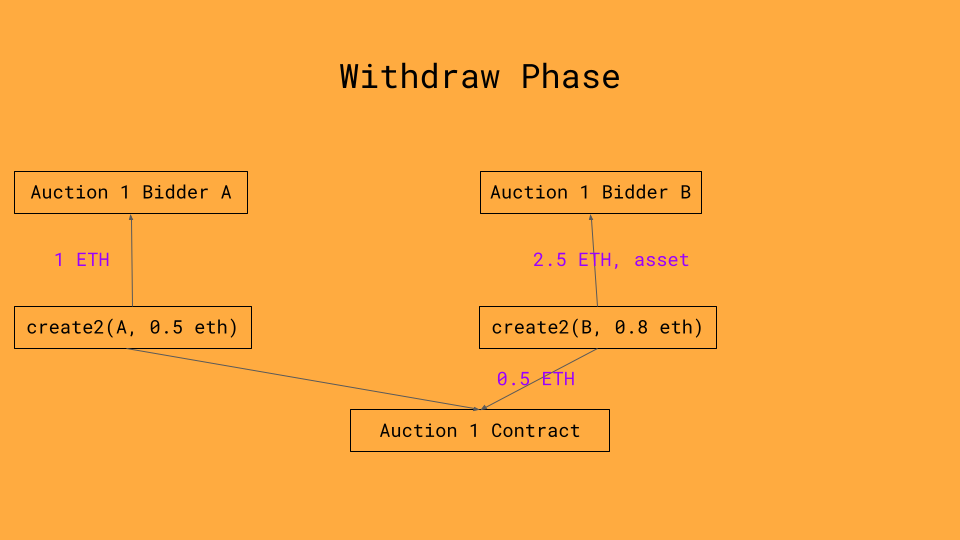 Withdraw Phase
Auction 1 Bidder A
Auction 1 Bidder B
1 ETH
2.5 ETH, asset
create2(A, 0.5 eth)
create2(B, 0.8 eth)
0.5 ETH
Auction 1 Contract